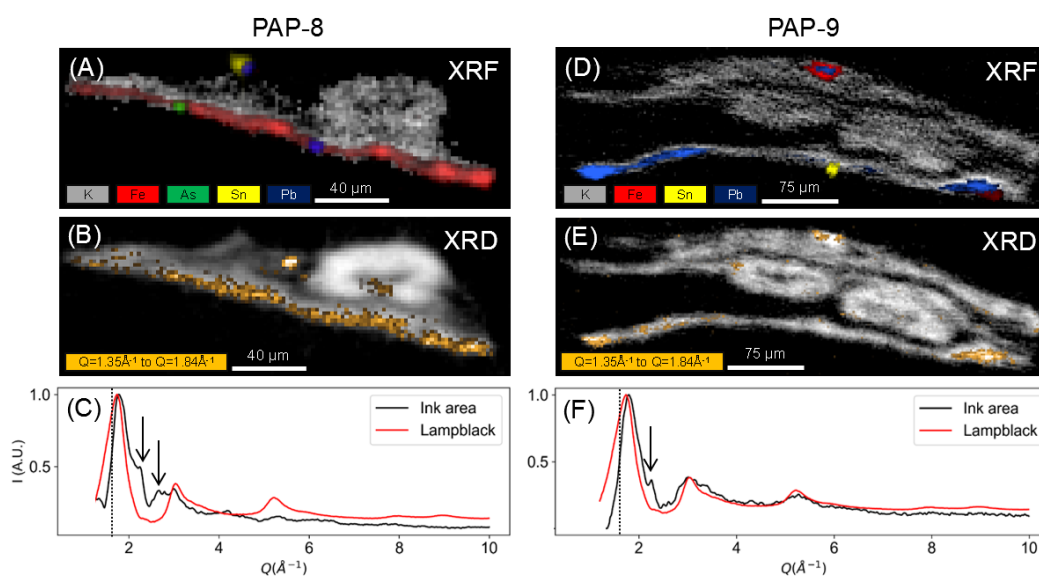 PAP-8
PAP-9
(A)
XRF
K
Fe
As
Sn
Pb
40 µm
(D)
XRF
K
Fe
Sn
Pb
75 µm
(B)
XRD
Q=1.35Å⁻¹ to Q=1.84Å⁻¹
40 µm
(E)
XRD
Q=1.35Å⁻¹ to Q=1.84Å⁻¹
75 µm
(C)
Ink area
Lampblack
1.0
0.5
I (A.U.)
2
4
6
8
10
Q(Å⁻¹)
(F)
Ink area
Lampblack
1.0
0.5
2
4
6
8
10
Q(Å⁻¹)